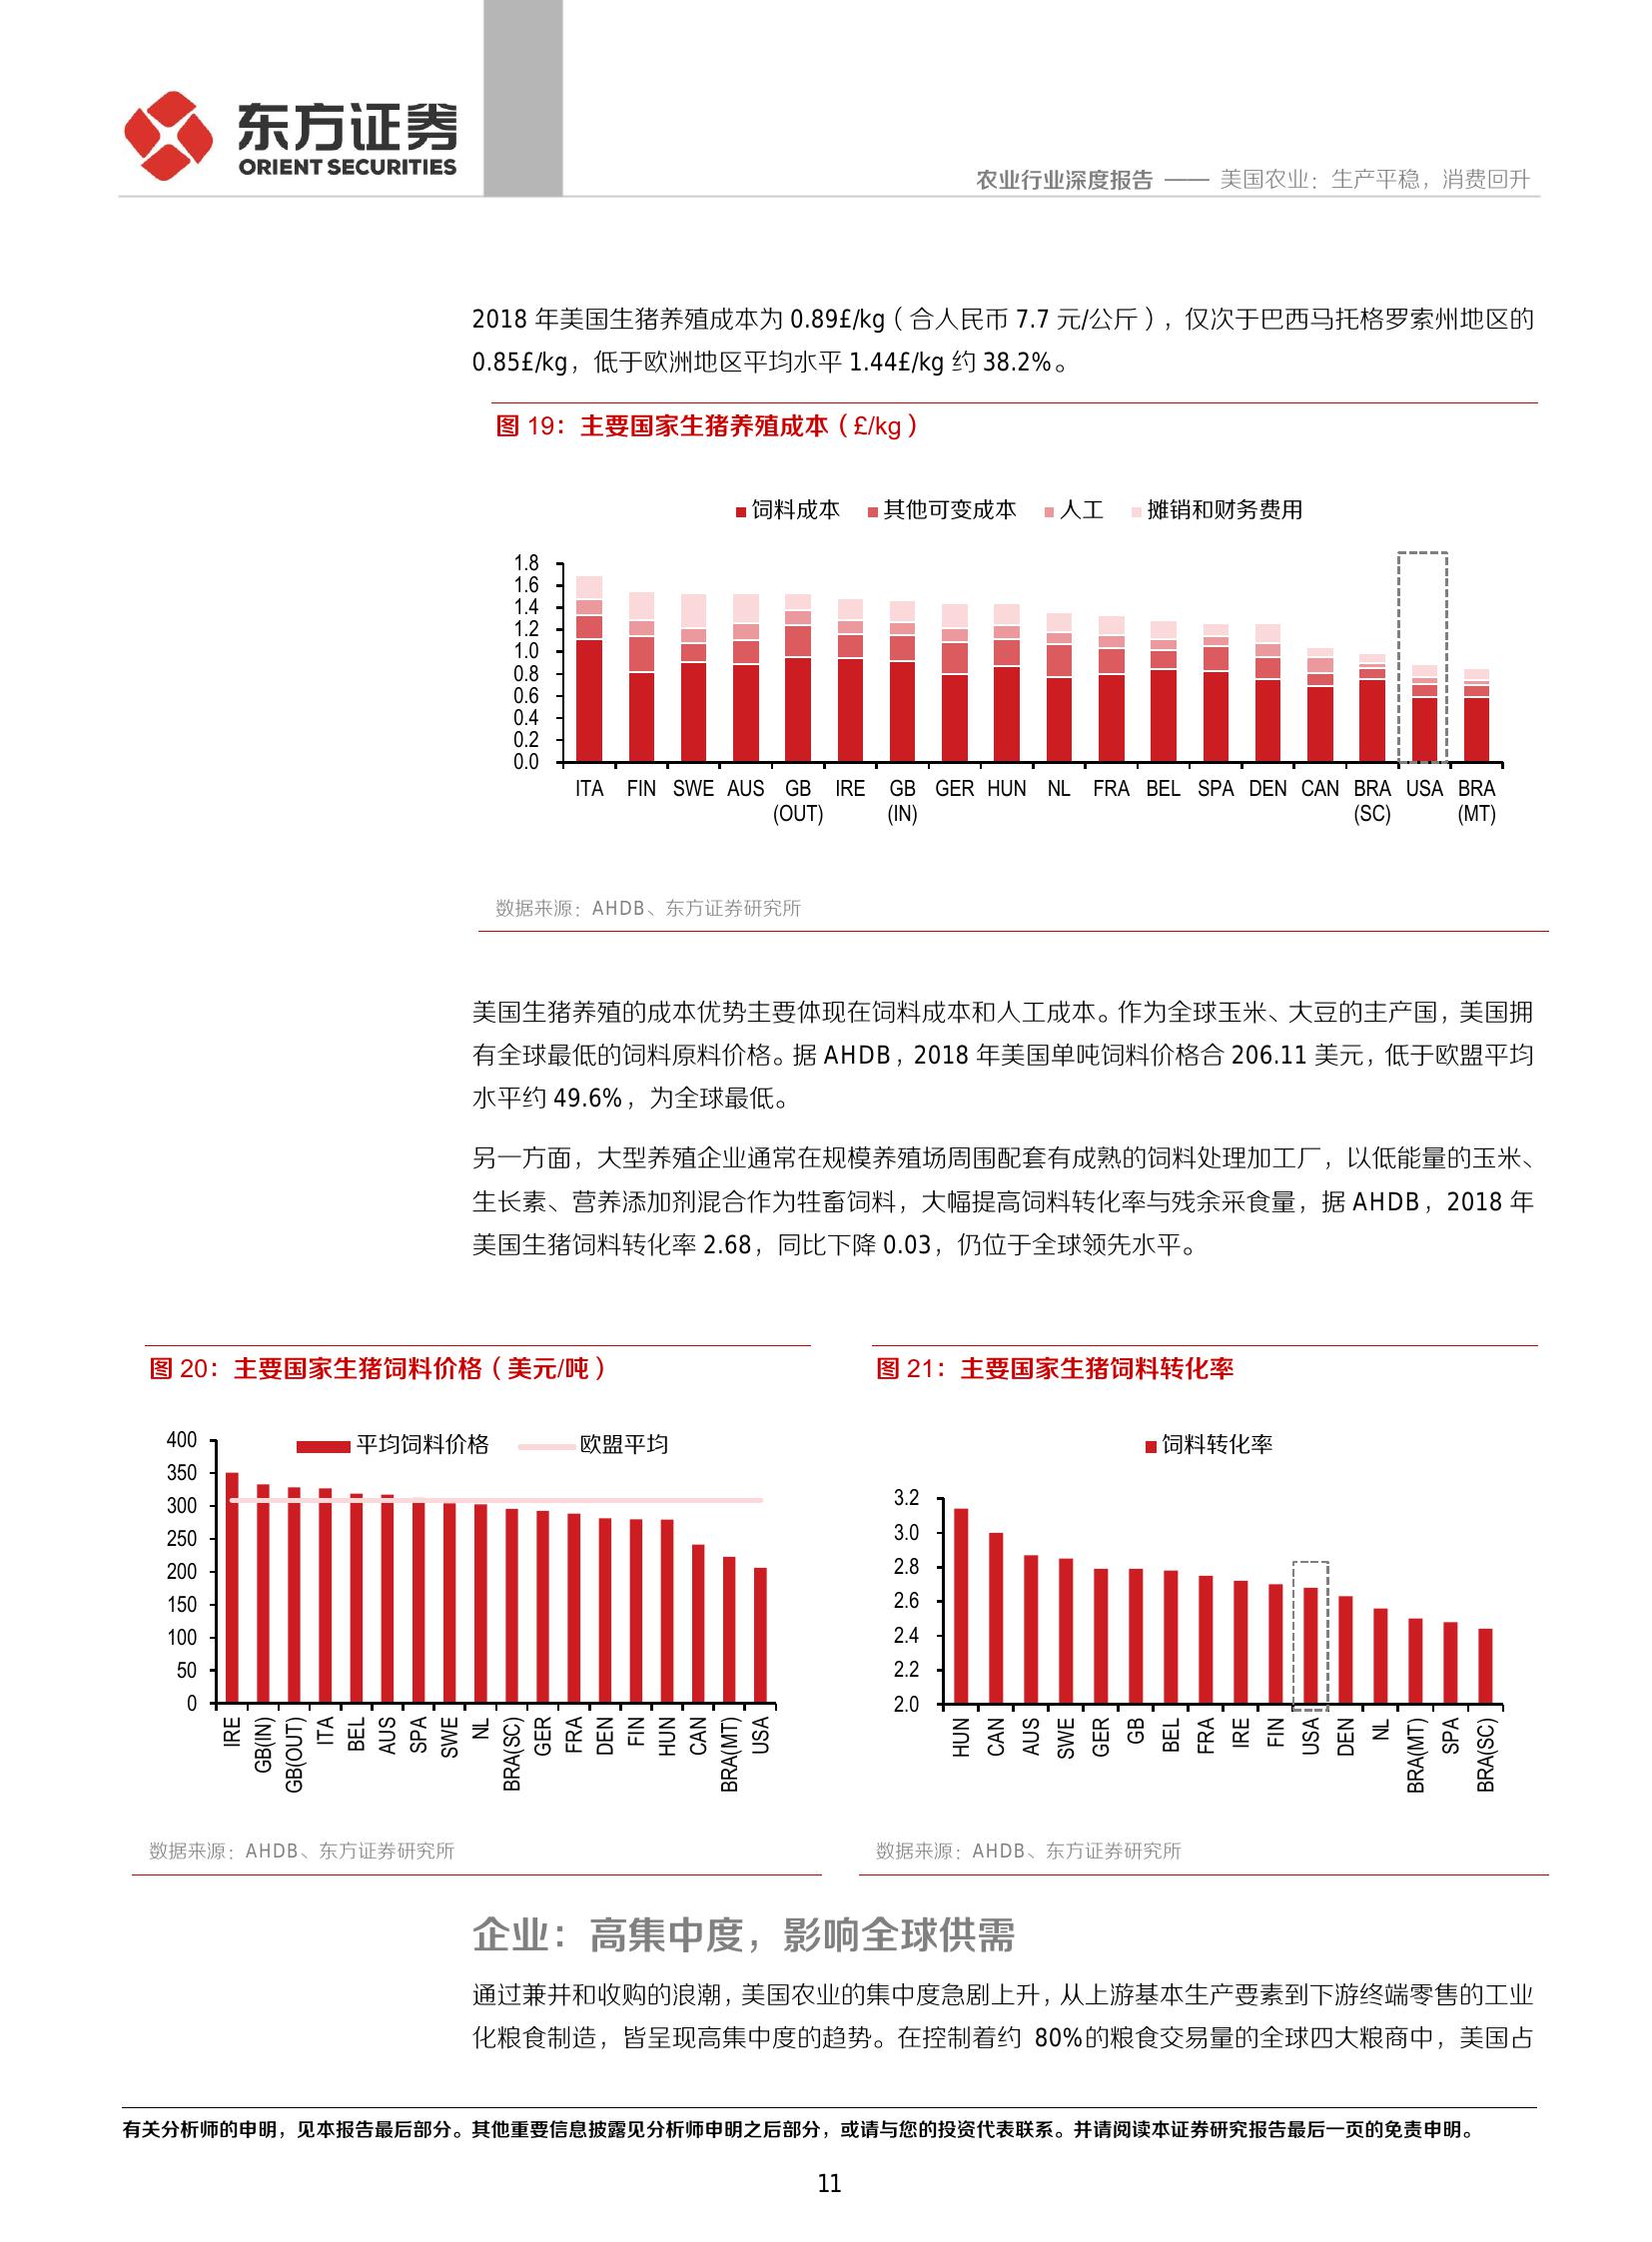 东方证券
ORIENT SECURITIES
农业行业深度报告 —— 美国农业：生产平稳，消费回升
2018 年美国生猪养殖成本为 0.89£/kg（合人民币 7.7 元/公斤），仅次于巴西马托格罗索州地区的
0.85£/kg，低于欧洲地区平均水平 1.44£/kg 约 38.2%。
图 19：主要国家生猪养殖成本（£/kg）
饲料成本 其他可变成本 人工 摊销和财务费用
1.8
1.6
1.4
1.2
1.0
0.8
0.6
0.4
0.2
0.0
ITA FIN SWE AUS GB IRE GB GER HUN NL FRA BEL SPA DEN CAN BRA USA BRA
(OUT) (IN) (SC) (MT)
数据来源：AHDB、东方证券研究所
美国生猪养殖的成本优势主要体现在饲料成本和人工成本。作为全球玉米、大豆的主产国，美国拥
有全球最低的饲料原料价格。据 AHDB，2018 年美国单吨饲料价格合 206.11 美元，低于欧盟平均
水平约 49.6%，为全球最低。
另一方面，大型养殖企业通常在规模养殖场周围配套有成熟的饲料处理加工厂，以低能量的玉米、
生长素、营养添加剂混合作为牲畜饲料，大幅提高饲料转化率与残余采食量，据 AHDB，2018 年
美国生猪饲料转化率 2.68，同比下降 0.03，仍位于全球领先水平。
图 20：主要国家生猪饲料价格（美元/吨）
平均饲料价格 欧盟平均
400
350
300
250
200
150
100
50
0
IRE GB(IN) GB(OUT) ITA BEL AUS SPA SWE NL BRA(SC) GER FRA DEN FIN HUN CAN BRA(MT) USA
数据来源：AHDB、东方证券研究所
图 21：主要国家生猪饲料转化率
饲料转化率
3.2
3.0
2.8
2.6
2.4
2.2
2.0
HUN CAN AUS SWE GER GB BEL FRA IRE FIN USA DEN NL BRA(MT) SPA BRA(SC)
数据来源：AHDB、东方证券研究所
企业：高集中度，影响全球供需
通过兼并和收购的浪潮，美国农业的集中度急剧上升，从上游基本生产要素到下游终端零售的工业
化粮食制造，皆呈现高集中度的趋势。在控制着约 80%的粮食交易量的全球四大粮商中，美国占
有关分析师的申明，见本报告最后部分。其他重要信息披露见分析师申明之后部分，或请与您的投资代表联系。并请阅读本证券研究报告最后一页的免责申明。
11